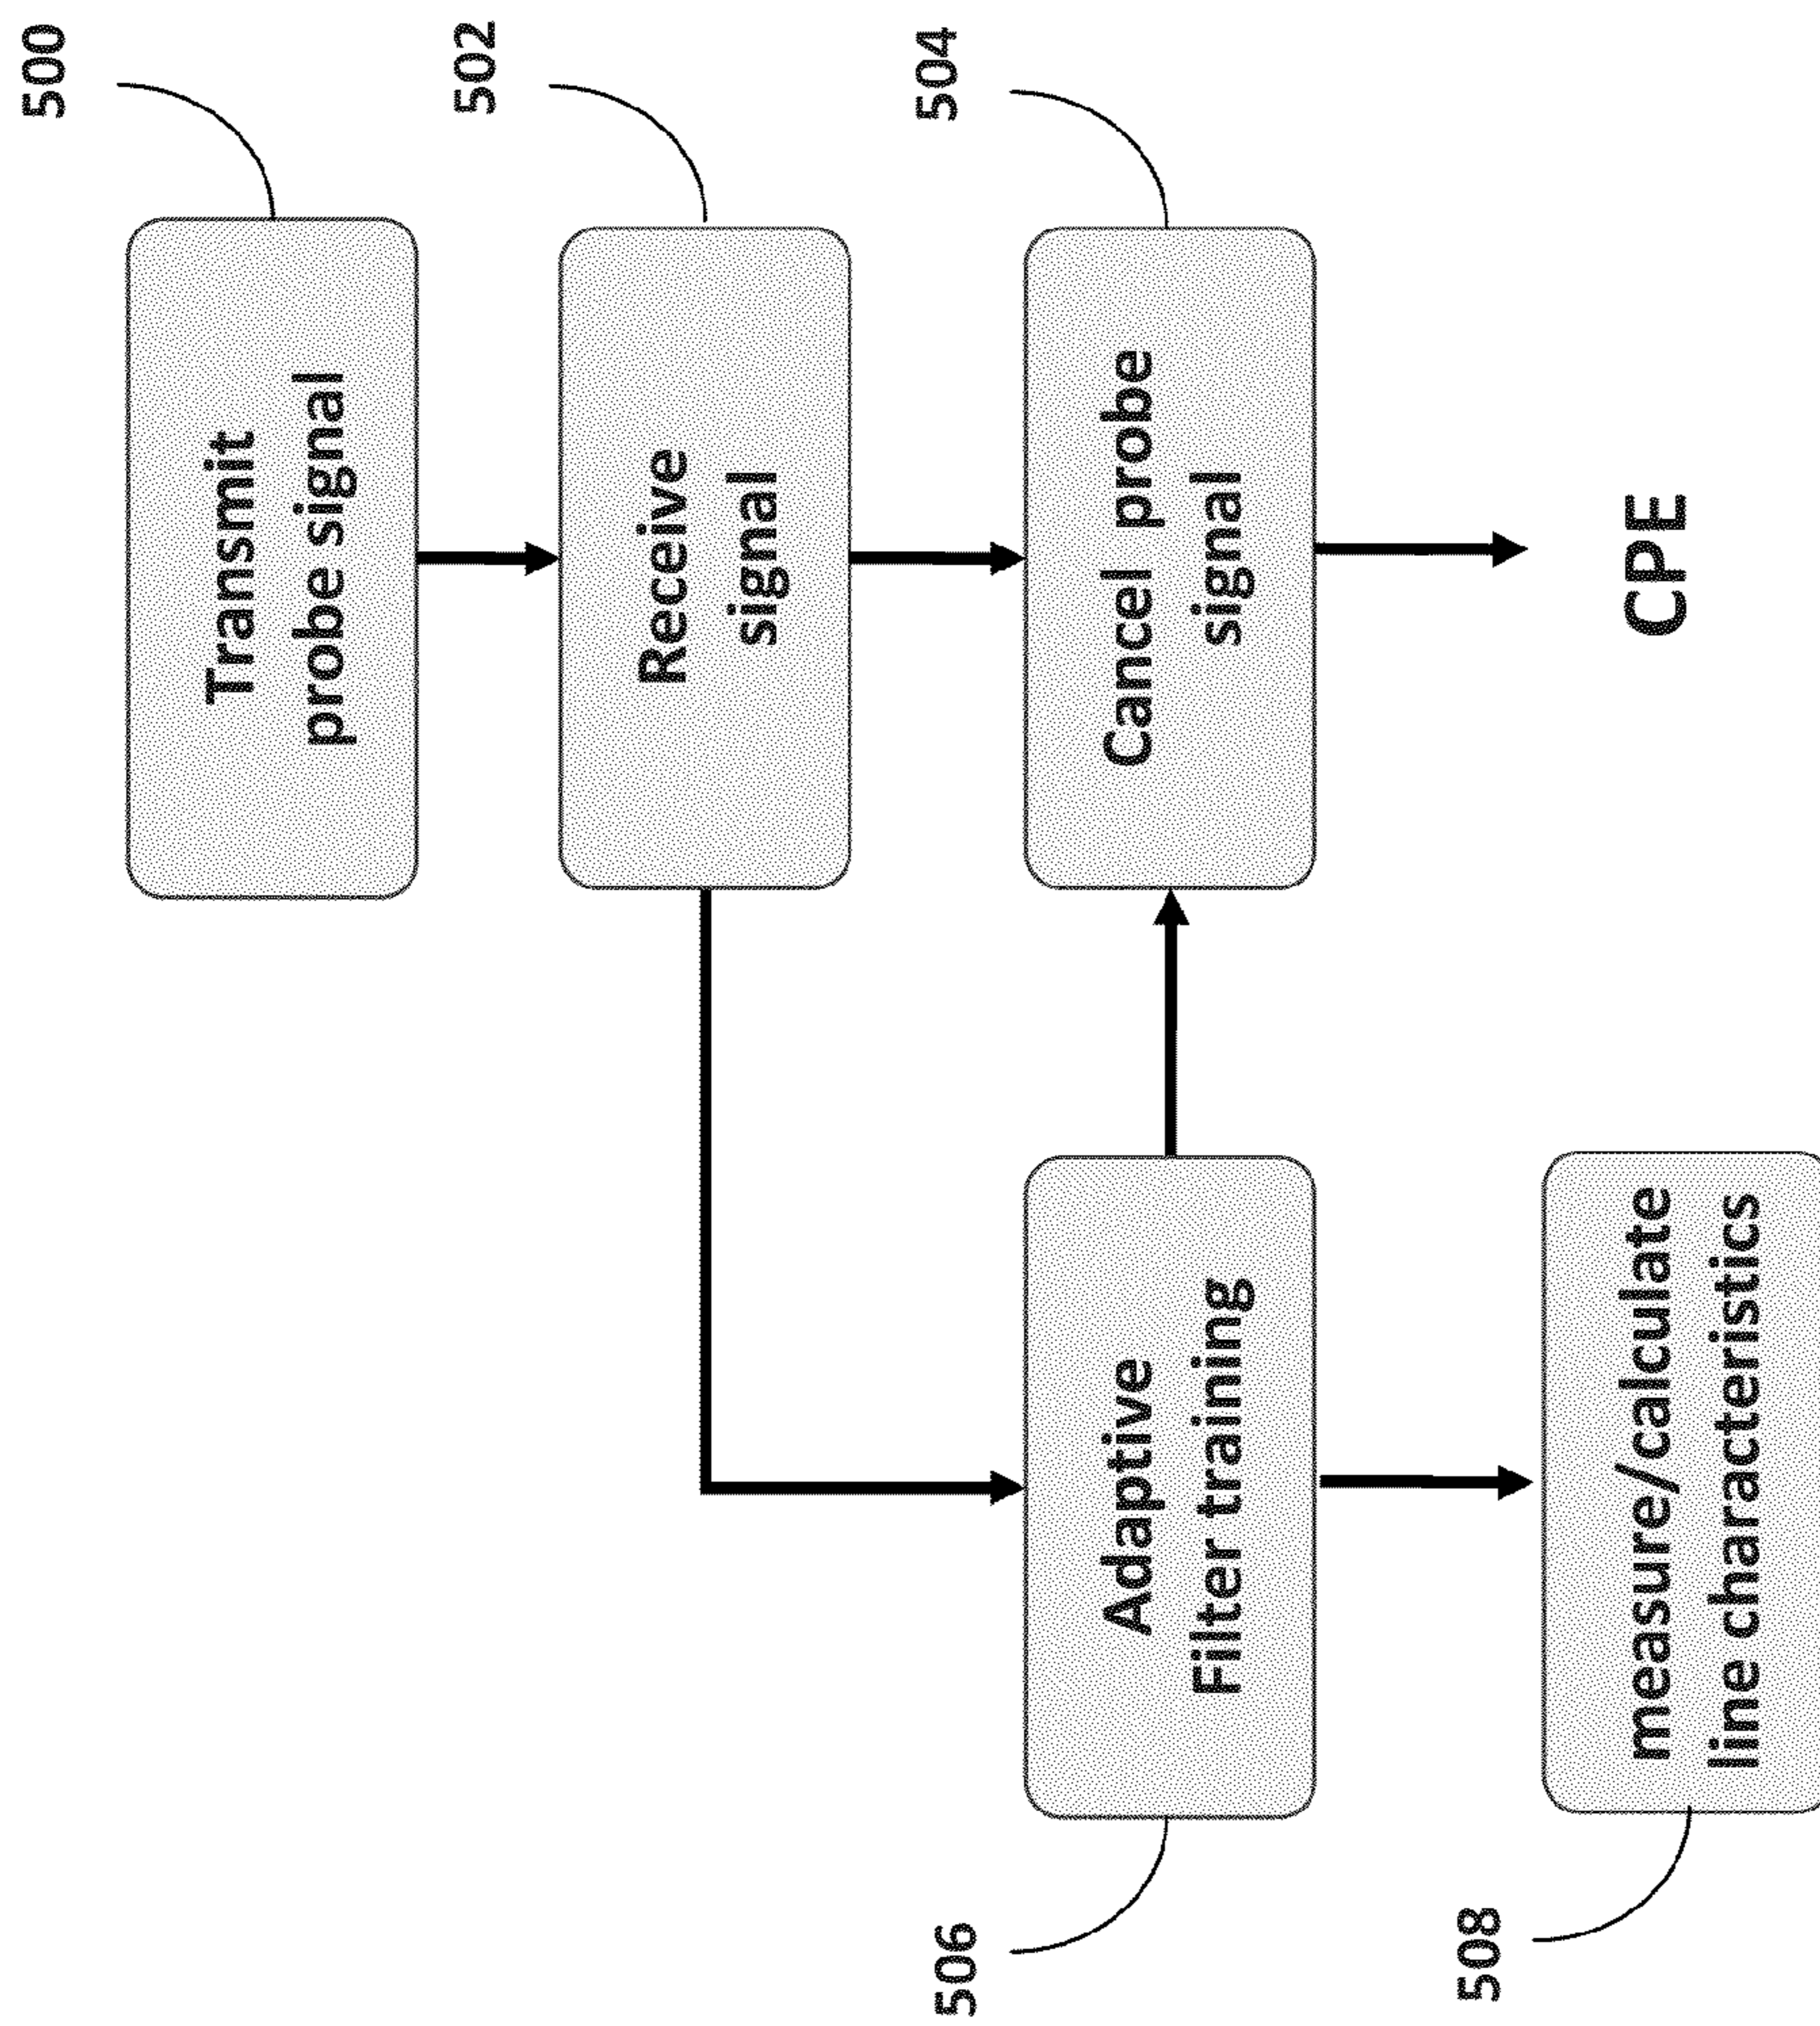 500
Transmit
probe signal
502
Receive
signal
504
Cancel probe
signal
CPE
506
Adaptive
Filter training
508
measure/calculate
line characteristics